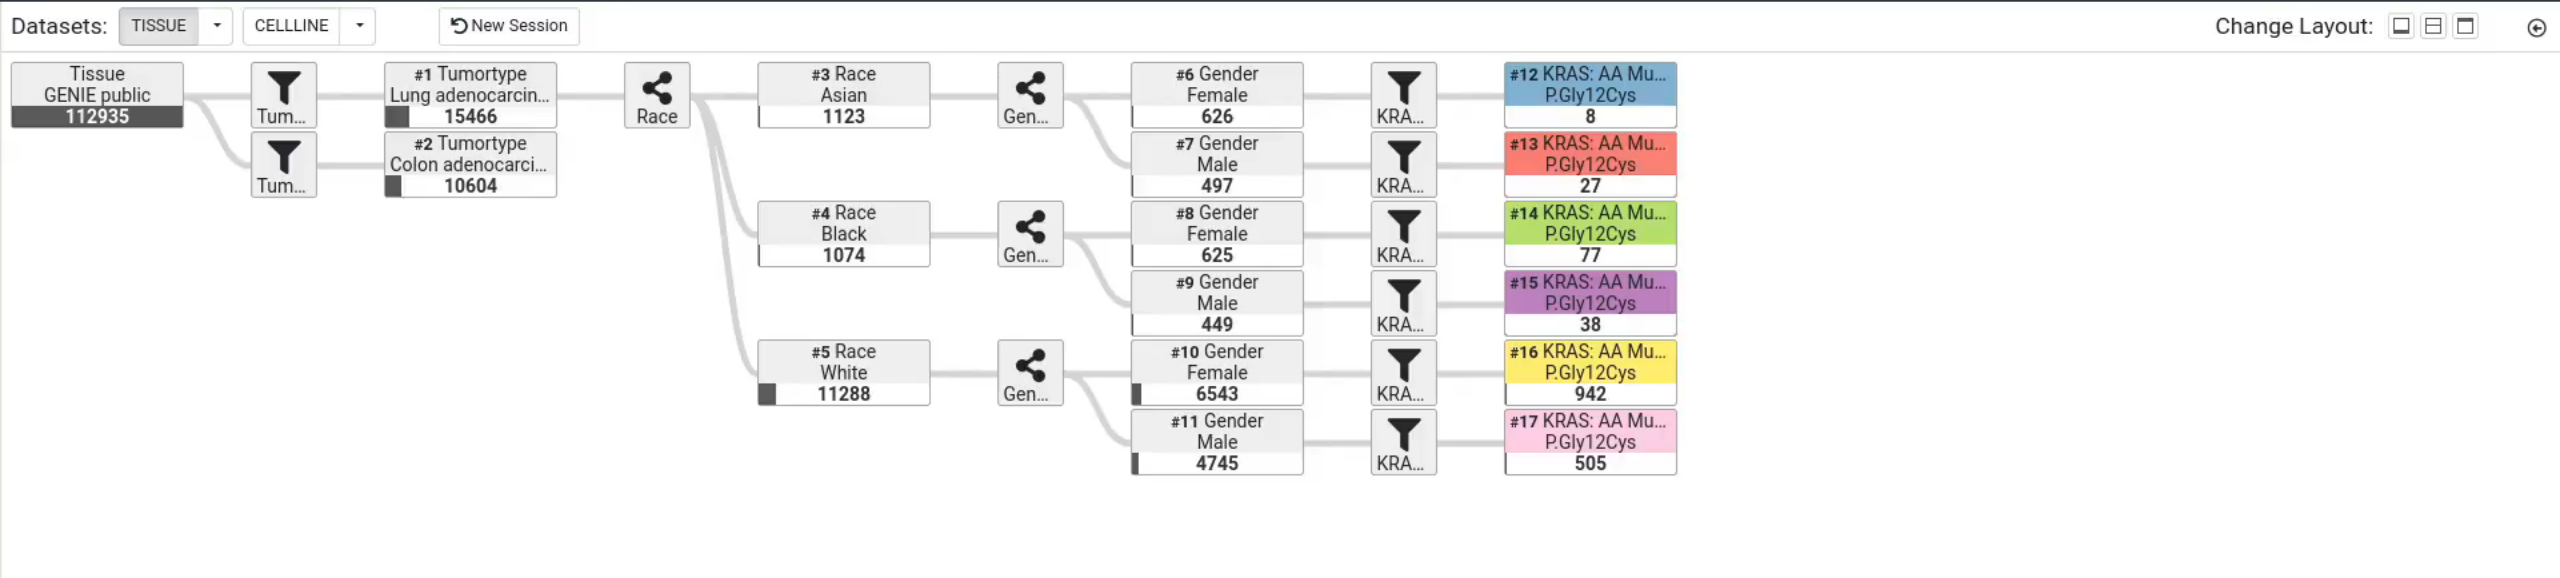 Datasets: TISSUE CELLLINE New Session Change Layout:
Tissue
GENIE public
112935
Tum...
#1 Tumortype
Lung adenocarcin...
15466
Race
#3 Race
Asian
1123
Gen...
#6 Gender
Female
626
KRA...
#12 KRAS: AA Mu...
P.Gly12Cys
8
Tum...
#2 Tumortype
Colon adenocarci...
10604
#7 Gender
Male
497
KRA...
#13 KRAS: AA Mu...
P.Gly12Cys
27
#4 Race
Black
1074
Gen...
#8 Gender
Female
625
KRA...
#14 KRAS: AA Mu...
P.Gly12Cys
77
#9 Gender
Male
449
KRA...
#15 KRAS: AA Mu...
P.Gly12Cys
38
#5 Race
White
11288
Gen...
#10 Gender
Female
6543
KRA...
#16 KRAS: AA Mu...
P.Gly12Cys
942
#11 Gender
Male
4745
KRA...
#17 KRAS: AA Mu...
P.Gly12Cys
505